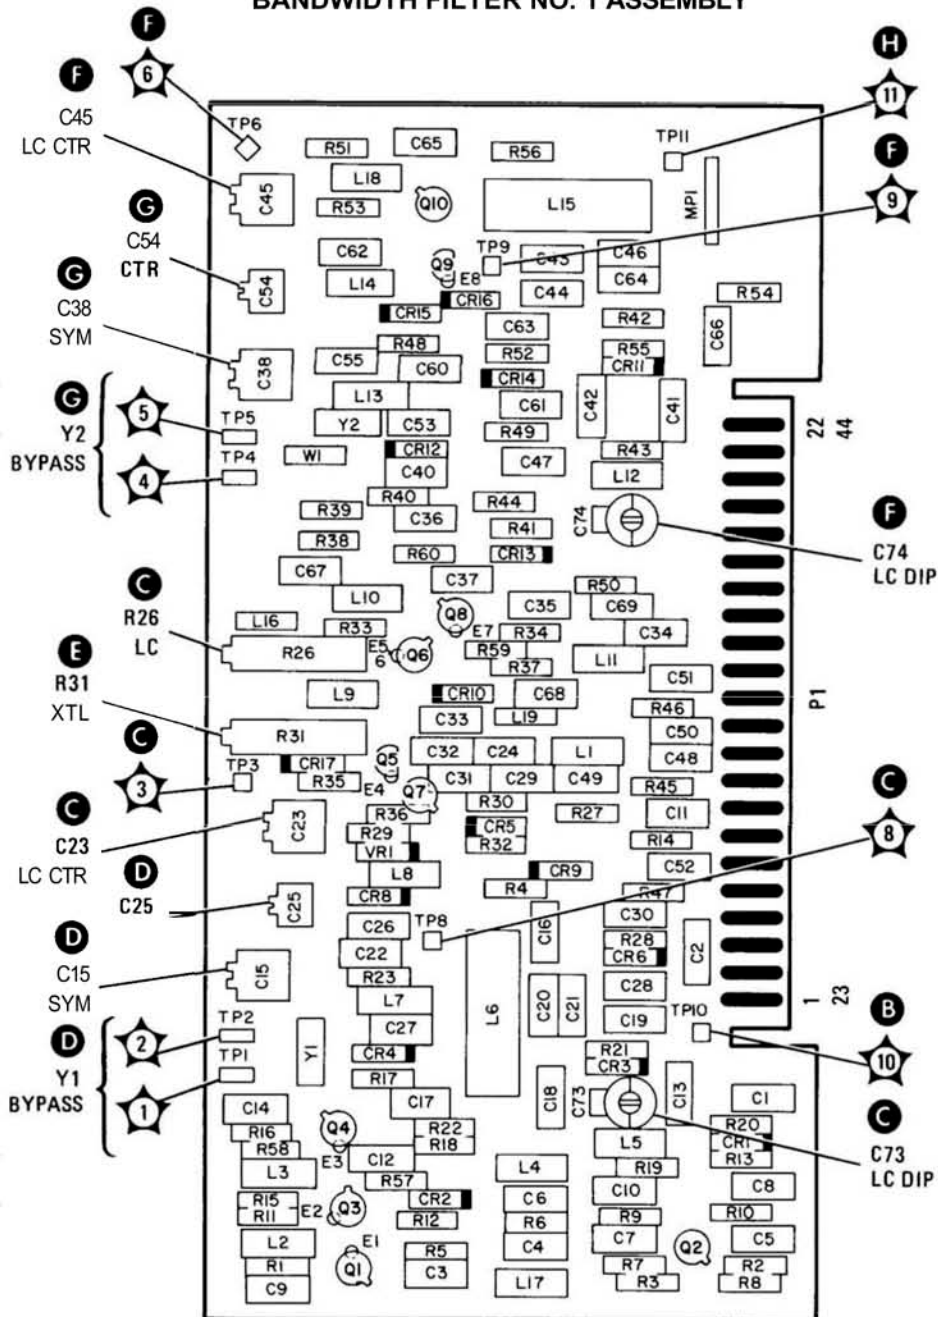 BANDWIDTH FILTER NO. 1 ASSEMBLY
F
6
F
C45
LC CTR
G
C54
CTR
G
C38
SYM
G
Y2
BYPASS
5
4
C
R26
LC
E
R31
XTL
C
3
C
C23
LC CTR
D
C25
D
C15
SYM
D
Y1
BYPASS
2
1
H
11
F
9
F
C74
LC DIP
C
8
B
10
C
C73
LC DIP
TP6
R51
C65
R56
TP11
L18
C45
R53
Q10
L15
MP1
C62
Q9
TP9
C43
C46
E8
C64
C54
L14
CR16
C44
R54
CR15
C63
R42
C66
R48
R52
R55
C38
C55
C60
CR14
CR11
L13
C61
C42
C41
TP5
Y2
C53
R49
22
44
W1
CR12
R43
TP4
C40
C47
L12
R40
R39
C36
R44
C74
R41
R38
R60
CR13
C67
C37
R50
L10
C35
C69
L16
R33
Q8
E7
R34
C34
R26
E5
6
Q6
R59
R37
L11
C51
L9
CR10
C68
R46
P1
C33
L19
C50
R31
C32
C24
L1
C48
TP3
CR17
Q5
C31
C29
C49
R35
E4
Q7
R30
R45
C23
R36
R27
C11
R29
CR5
R14
VR1
R32
L8
CR9
C52
CR8
R4
R47
C25
C26
TP8
C16
C30
C22
R28
C2
C15
R23
CR6
L7
L6
C20
C21
C28
1
23
TP2
Y1
C27
C19
TP10
TP1
CR4
R21
CR3
R17
C18
C73
C13
C1
C14
C17
R20
R16
Q4
R22
L5
CR1
R58
R18
R13
L3
E3
C12
L4
R19
R57
C6
C10
C8
R15
Q3
CR2
R11
E2
R12
R6
R9
R10
L2
E1
R5
C4
C7
Q2
C5
R1
Q1
C3
R7
R2
C9
L17
R3
R8